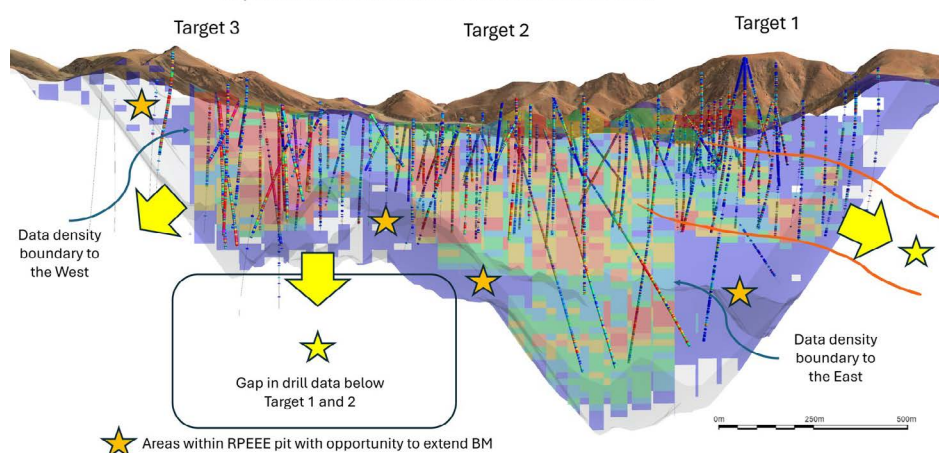 Target 3
Target 2
Target 1
Data density
boundary to
the West
Gap in drill data below
Target 1 and 2
Data density
boundary to
the East
0m
250m
500m
Areas within RPEEE pit with opportunity to extend BM